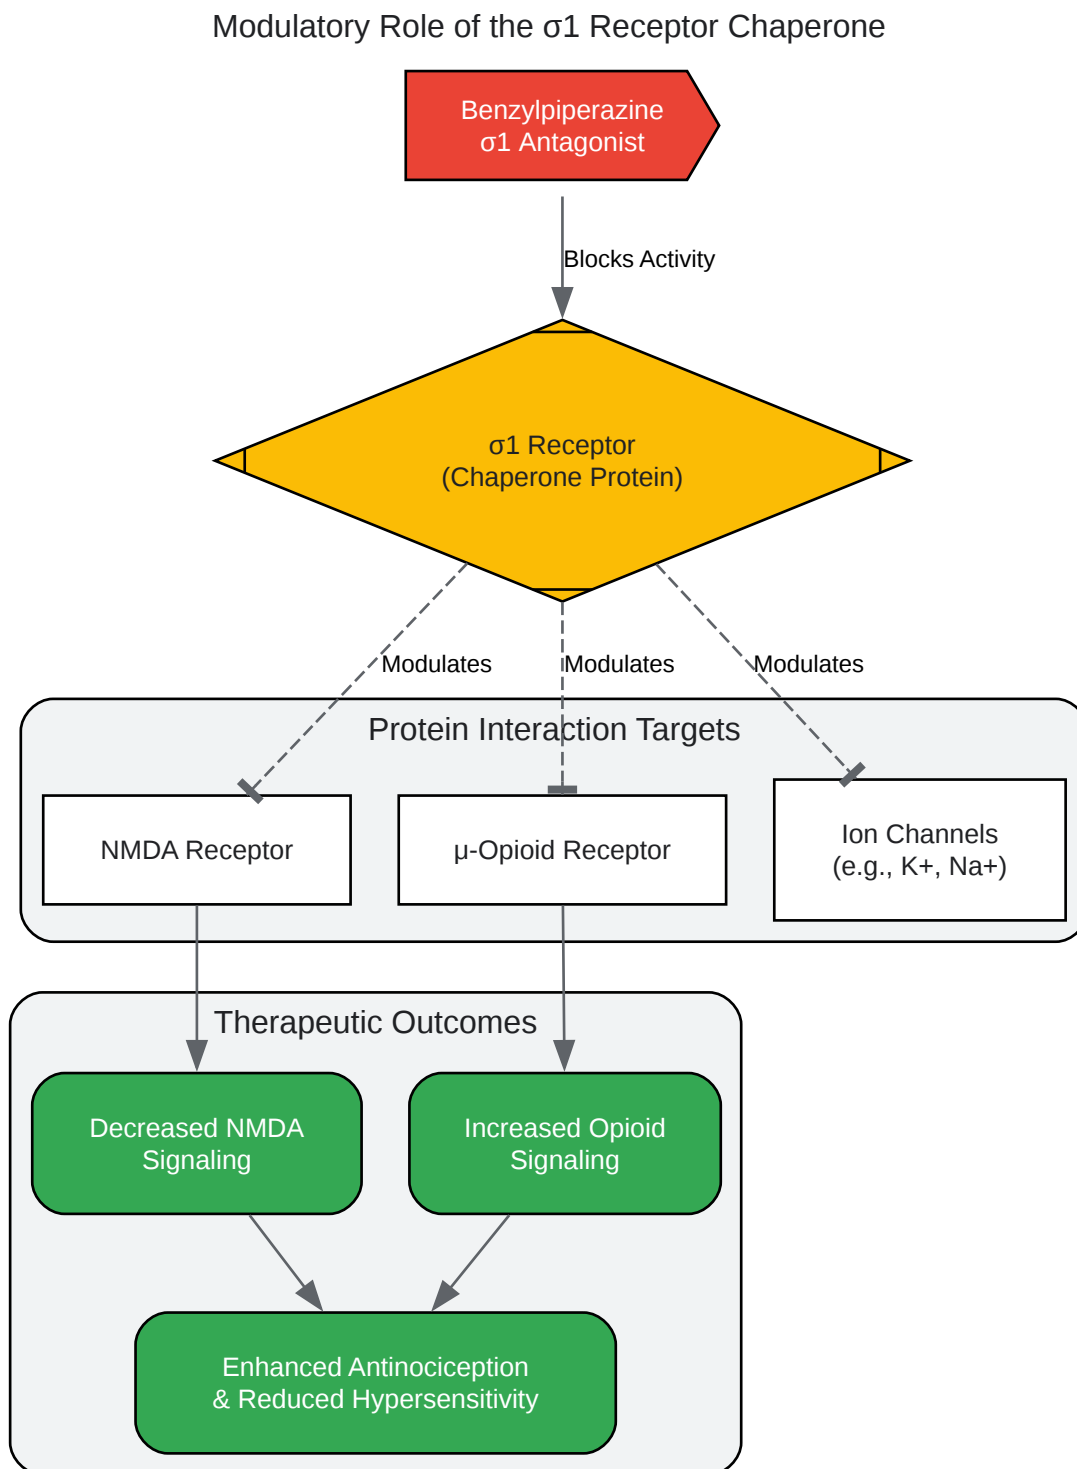 Modulatory Role of the σ1 Receptor Chaperone
Benzylpiperazine
σ1 Antagonist
Blocks Activity
σ1 Receptor
(Chaperone Protein)
Modulates
Modulates
Modulates
Protein Interaction Targets
NMDA Receptor
μ-Opioid Receptor
Ion Channels
(e.g., K+, Na+)
Therapeutic Outcomes
Decreased NMDA
Signaling
Increased Opioid
Signaling
Enhanced Antinociception
& Reduced Hypersensitivity